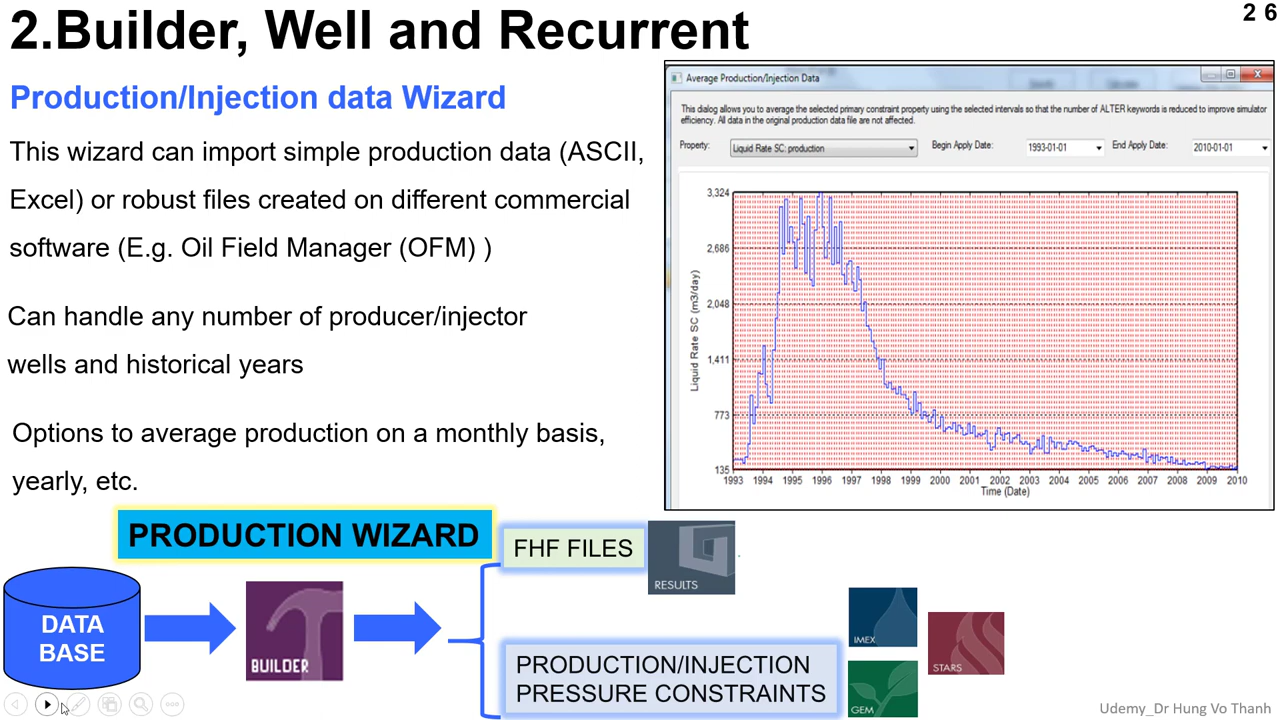 2.Builder, Well and Recurrent
2 6
Production/Injection data Wizard
This wizard can import simple production data (ASCII,
Excel) or robust files created on different commercial
software (E.g. Oil Field Manager (OFM) )
Can handle any number of producer/injector
wells and historical years
Options to average production on a monthly basis,
yearly, etc.
Average Production/Injection Data
This dialog allows you to average the selected primary constraint property using the selected intervals so that the number of ALTER keywords is reduced to improve simulator
efficiency. All data in the original production data file are not affected.
Property: Liquid Rate SC: production Begin Apply Date: 1993-01-01 End Apply Date: 2010-01-01
Liquid Rate SC (m3/day)
3,324
2,686
2,048
1,411
773
135
1993 1994 1995 1996 1997 1998 1999 2000 2001 2002 2003 2004 2005 2006 2007 2008 2009 2010
Time (Date)
PRODUCTION WIZARD
FHF FILES
RESULTS
DATA
BASE
BUILDER
PRODUCTION/INJECTION
PRESSURE CONSTRAINTS
IMEX
STARS
GEM
Udemy_Dr Hung Vo Thanh